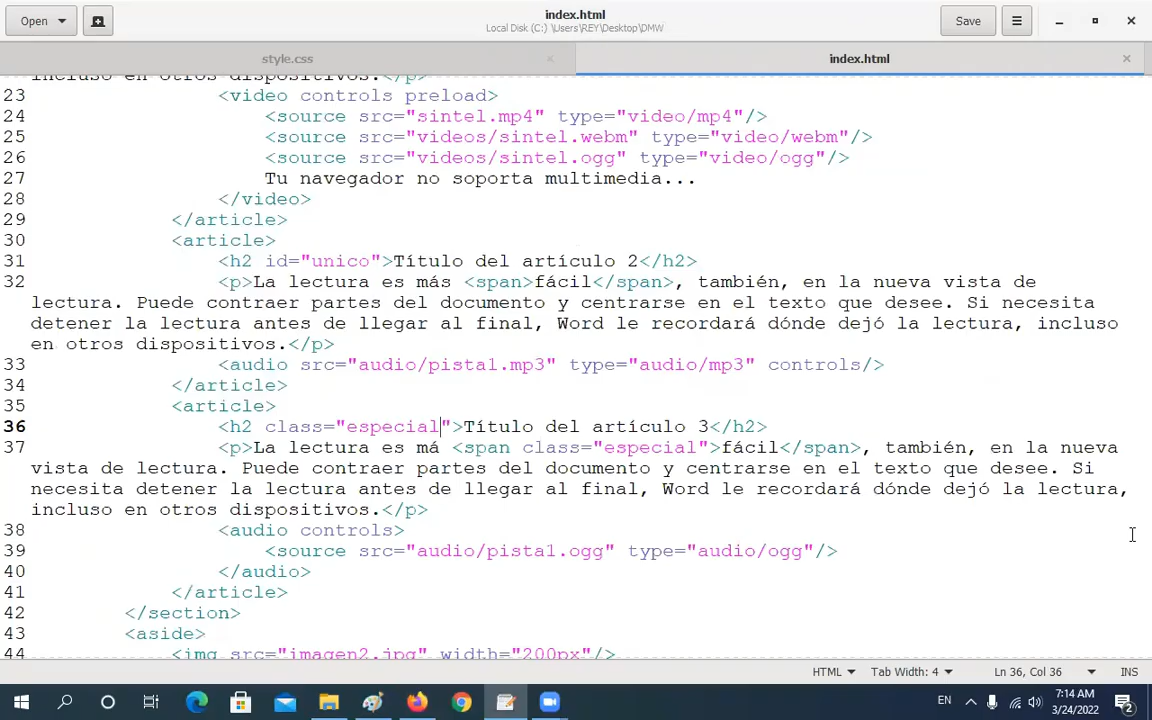 Open
index.html
Local Disk (C:) \Users\REY\Desktop\DMW
Save
style.css
index.html
incluso en otros dispositivos.</p>
23 <video controls preload>
24 <source src="sintel.mp4" type="video/mp4"/>
25 <source src="videos/sintel.webm" type="video/webm"/>
26 <source src="videos/sintel.ogg" type="video/ogg"/>
27 Tu navegador no soporta multimedia...
28 </video>
29 </article>
30 <article>
31 <h2 id="unico">Título del artículo 2</h2>
32 <p>La lectura es más <span>fácil</span>, también, en la nueva vista de
lectura. Puede contraer partes del documento y centrarse en el texto que desee. Si necesita
detener la lectura antes de llegar al final, Word le recordará dónde dejó la lectura, incluso
en otros dispositivos.</p>
33 <audio src="audio/pista1.mp3" type="audio/mp3" controls/>
34 </article>
35 <article>
36 <h2 class="especial">Título del artículo 3</h2>
37 <p>La lectura es má <span class="especial">fácil</span>, también, en la nueva
vista de lectura. Puede contraer partes del documento y centrarse en el texto que desee. Si
necesita detener la lectura antes de llegar al final, Word le recordará dónde dejó la lectura,
incluso en otros dispositivos.</p>
38 <audio controls>
39 <source src="audio/pista1.ogg" type="audio/ogg"/>
40 </audio>
41 </article>
42 </section>
43 <aside>
44 <img src="imagen2.jpg" width="200px"/>
HTML Tab Width: 4 Ln 36, Col 36 INS
EN
7:14 AM
3/24/2022
2